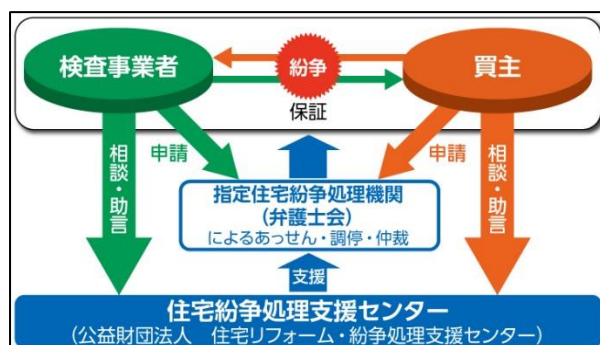 検査事業者
紛争
買主
保証
申請
申請
相談・助言
相談・助言
指定住宅紛争処理機関
(弁護士会)
によるあっせん・調停・仲裁
支援
住宅紛争処理支援センター
(公益財団法人 住宅リフォーム・紛争処理支援センター)